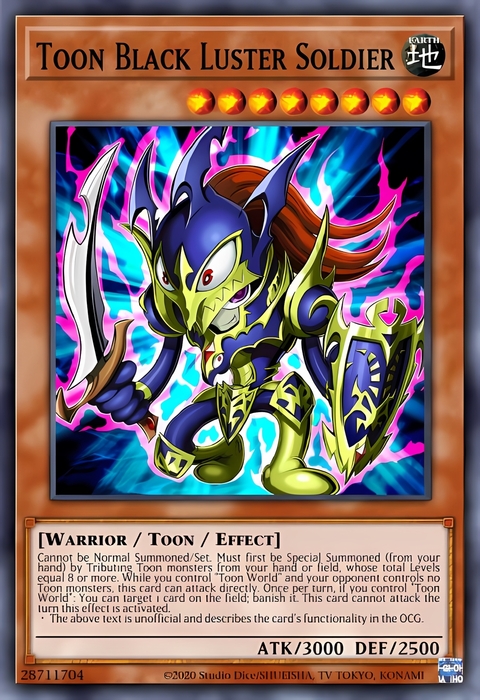 TOON BLACK LUSTER SOLDIER
EARTH
地
[WARRIOR / TOON / EFFECT]
Cannot be Normal Summoned/Set. Must first be Special Summoned (from your
hand) by Tributing Toon monsters from your hand or field, whose total Levels
equal 8 or more. While you control "Toon World" and your opponent controls no
Toon monsters, this card can attack directly. Once per turn, if you control "Toon
World": You can target 1 card on the field; banish it. This card cannot attack the
turn this effect is activated.
· The above text is unofficial and describes the card's functionality in the OCG.
ATK/3000 DEF/2500
28711704
©2020 Studio Dice/SHUEISHA, TV TOKYO, KONAMI